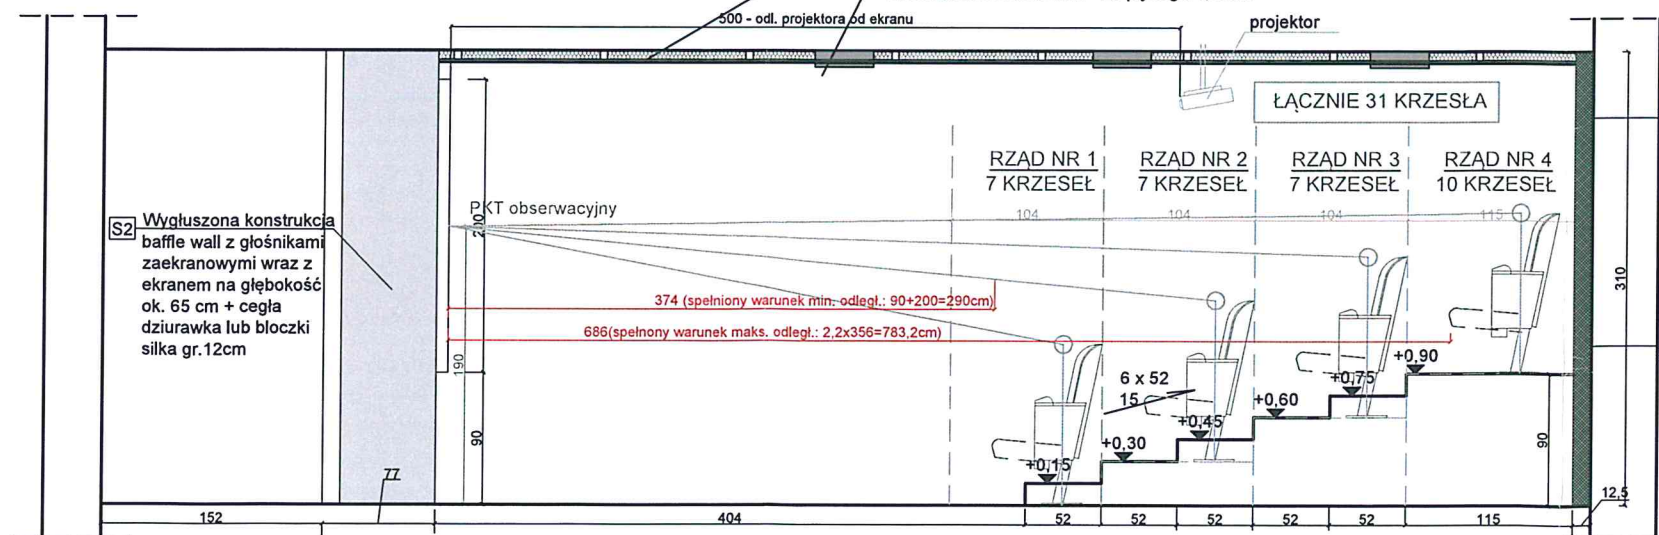 500 - odl. projektora od ekranu
projektor
ŁĄCZNIE 31 KRZESŁA
RZĄD NR 1
7 KRZESEŁ
RZĄD NR 2
7 KRZESEŁ
RZĄD NR 3
7 KRZESEŁ
RZĄD NR 4
10 KRZESEŁ
104
104
104
115
PKT obserwacyjny
200
S2
Wygłuszona konstrukcja
baffle wall z głośnikami
zaekranowymi wraz z
ekranem na głębokość
ok. 65 cm + cegła
dziurawka lub bloczki
silka gr.12cm
374 (spełniony warunek min. odległ.: 90+200=290cm)
686(spełnony warunek maks. odległ.: 2,2x356=783,2cm)
310
190
90
6 x 52
15
+0,15
+0,30
+0,45
+0,60
+0,75
+0,90
90
77
12,5
152
404
52
52
52
52
52
115